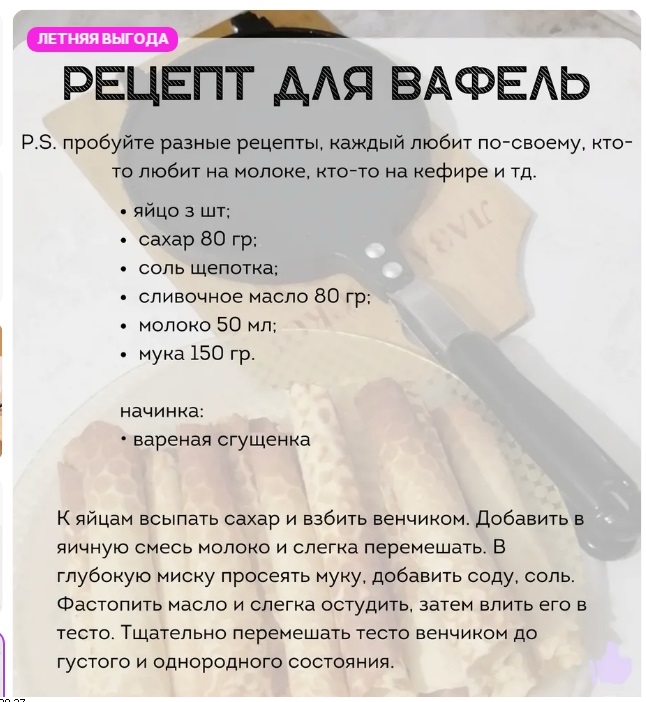 ЛЕТНЯЯ ВЫГОДА
РЕЦЕПТ ДЛЯ ВАФЕЛЬ
P.S. пробуйте разные рецепты, каждый любит по-своему, кто-
то любит на молоке, кто-то на кефире и тд.
• яйцо 3 шт;
• сахар 80 гр;
• соль щепотка;
• сливочное масло 80 гр;
• молоко 50 мл;
• мука 150 гр.
начинка:
• вареная сгущенка
К яйцам всыпать сахар и взбить венчиком. Добавить в
яичную смесь молоко и слегка перемешать. В
глубокую миску просеять муку, добавить соду, соль.
Фастопить масло и слегка остудить, затем влить его в
тесто. Тщательно перемешать тесто венчиком до
густого и однородного состояния.